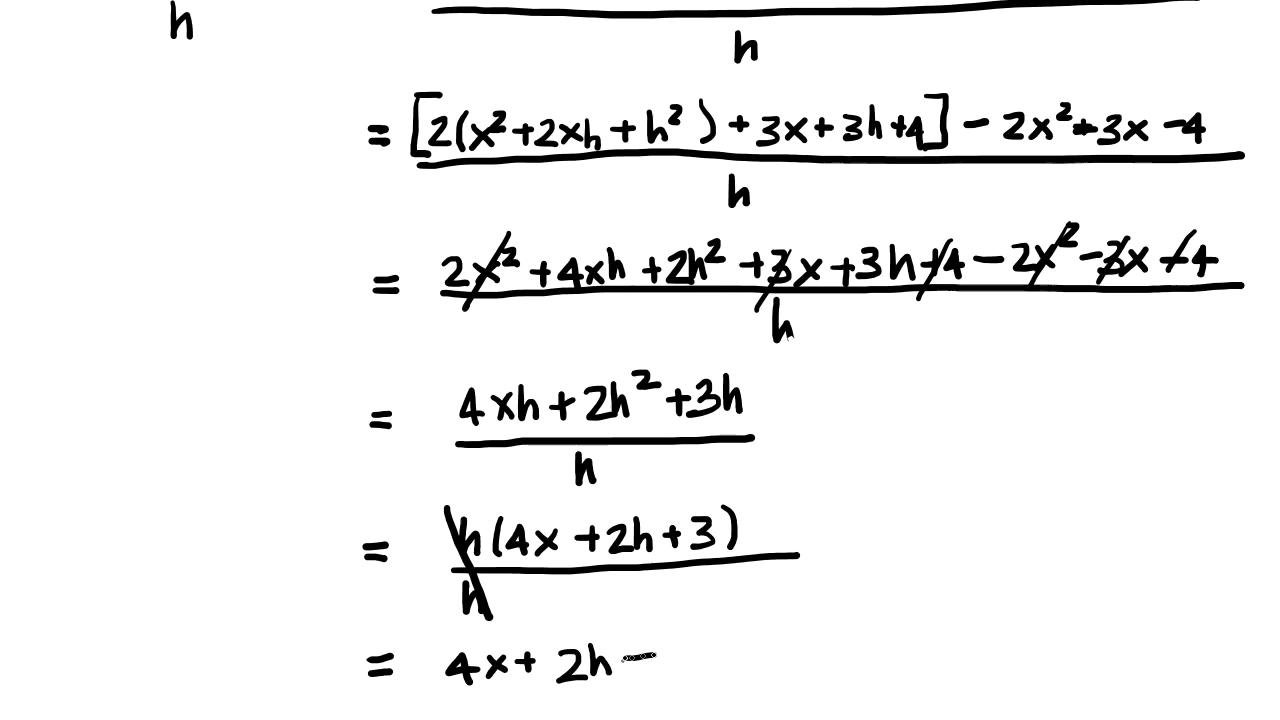 h
h
= [2(x²+2xh+h²)+3x+3h+4] - 2x²+3x-4
h
= 2x²+4xh+2h²+3x+3h+4-2x²-3x-4
h
= 4xh+2h²+3h
h
= h(4x+2h+3)
h
= 4x+2h-